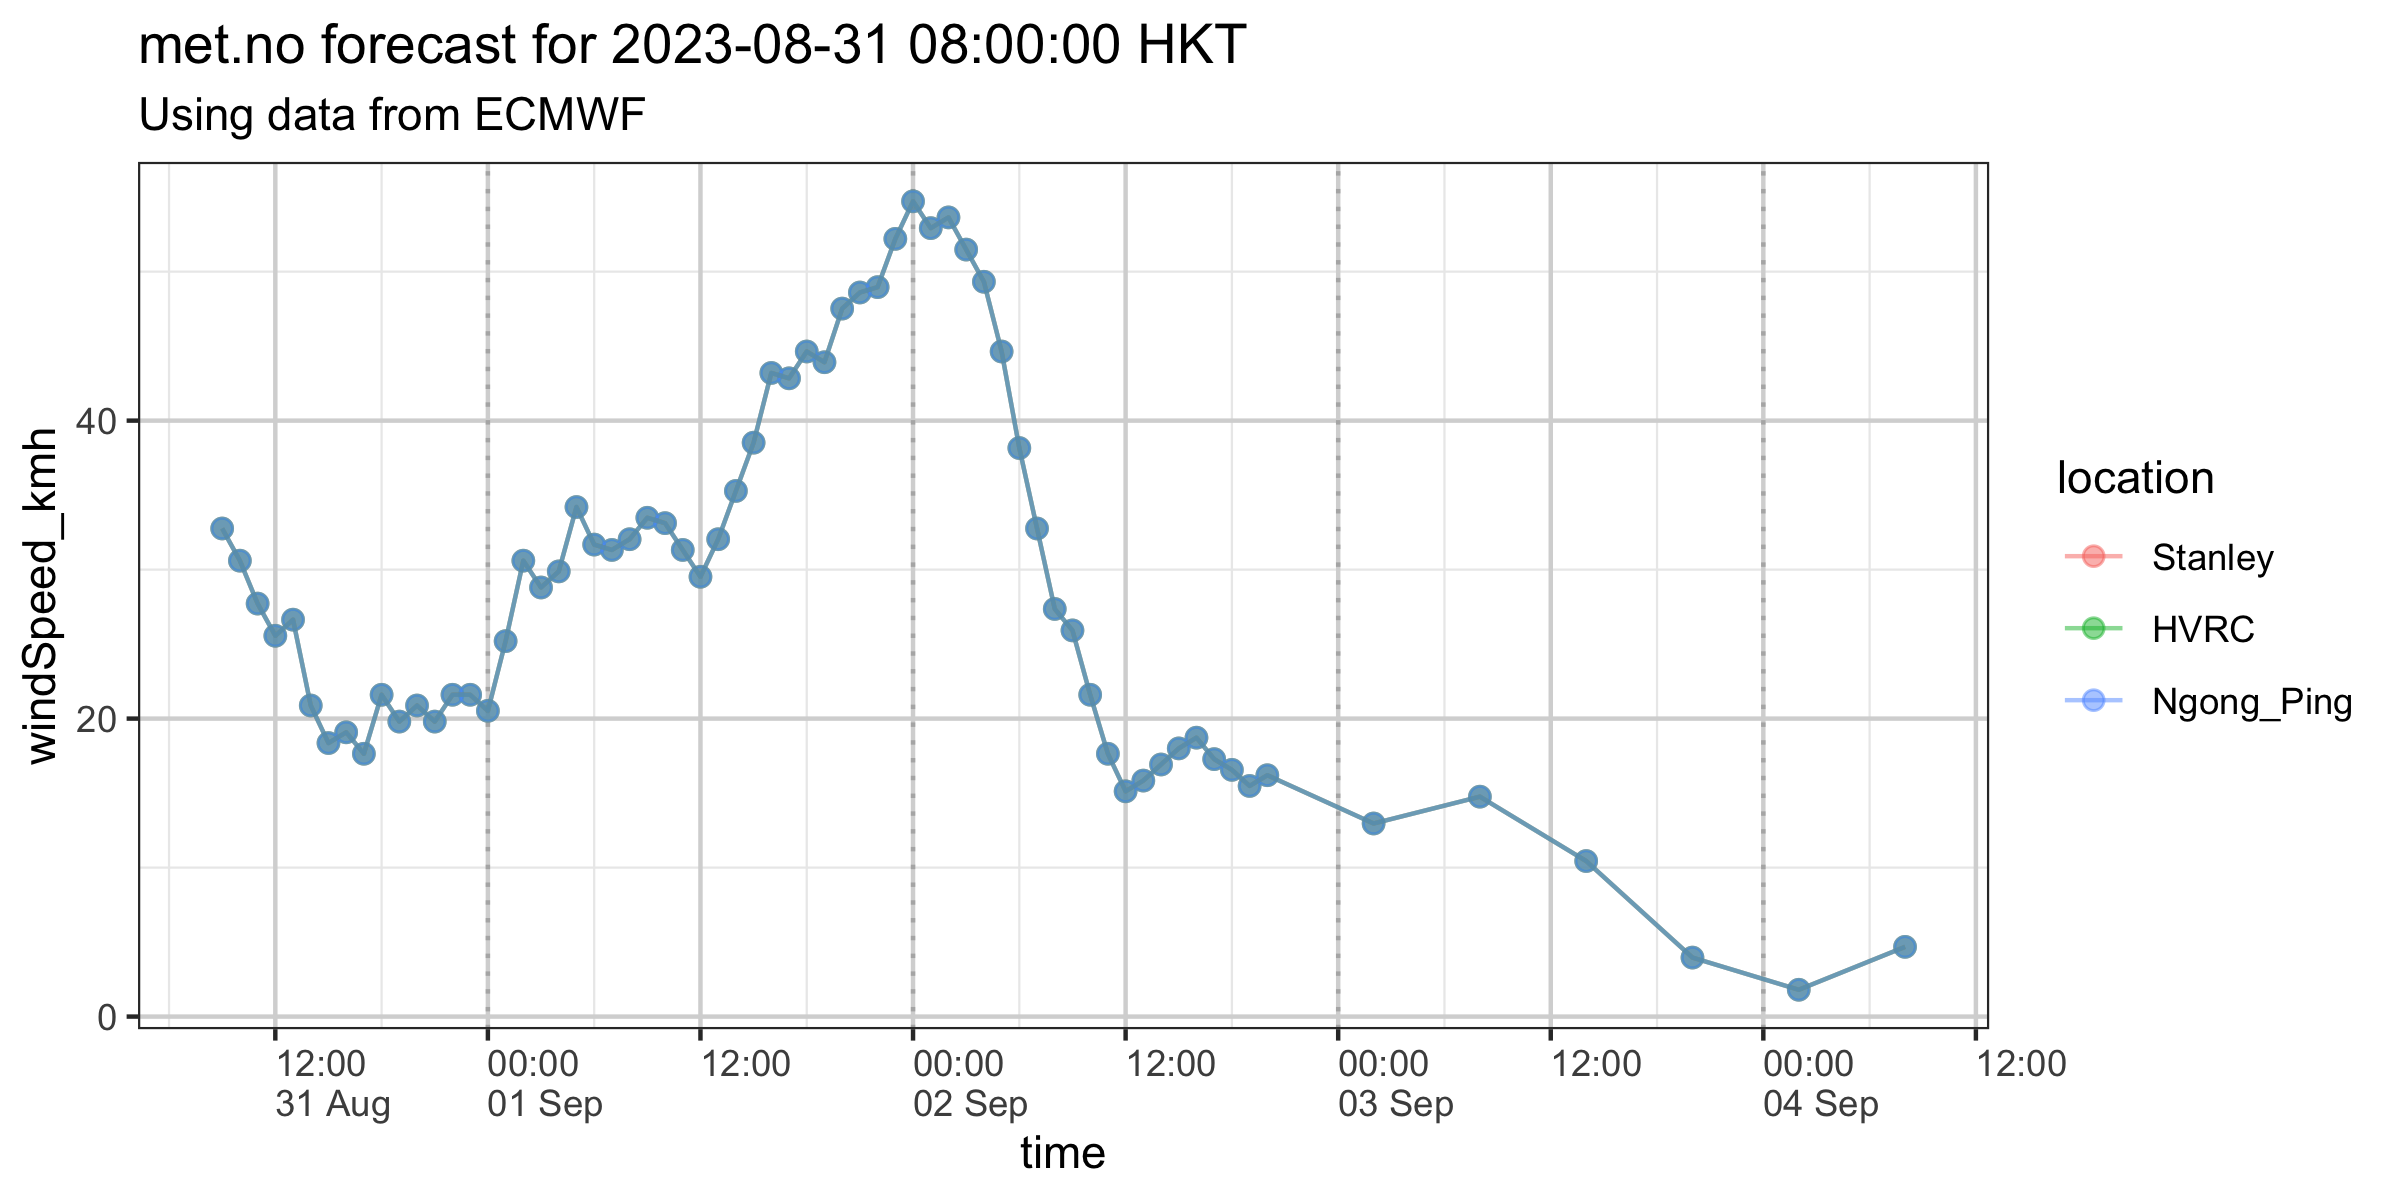 met.no forecast for 2023-08-31 08:00:00 HKT
Using data from ECMWF
windSpeed_kmh
40
20
0
12:00 00:00 12:00 00:00 12:00 00:00 12:00 00:00 12:00
31 Aug 01 Sep 02 Sep 03 Sep 04 Sep
time
location
Stanley
HVRC
Ngong_Ping